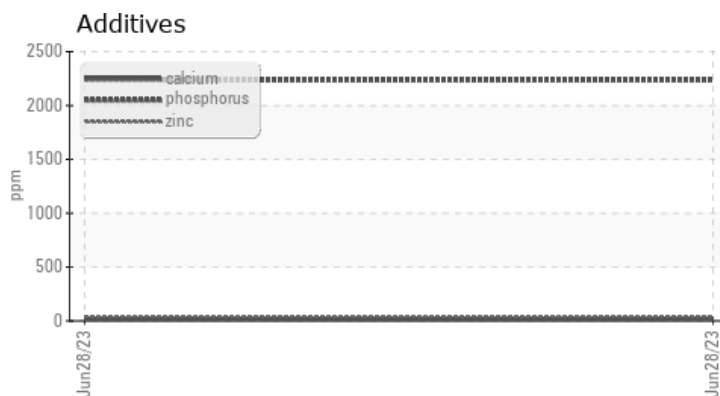 Additives
2500
2000
1500
1000
500
0
ppm
calcium
phosphorus
zinc
Jun28/23
Jun28/23